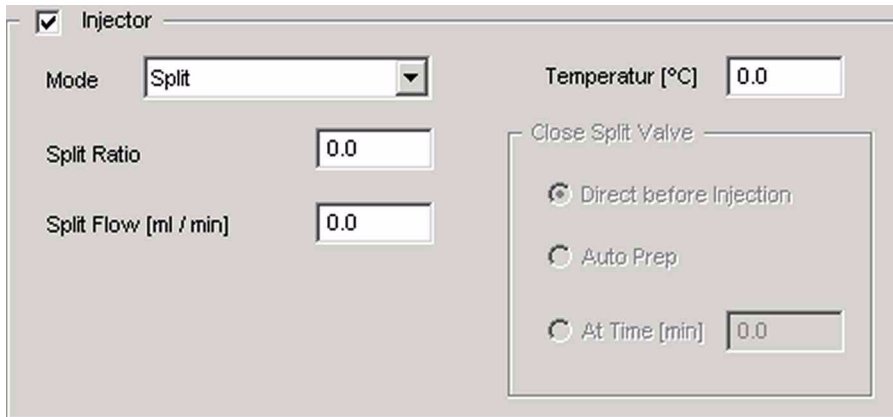 Injector
Mode Split
Temperatur [°C] 0.0
Split Ratio 0.0
Split Flow [ml / min] 0.0
Close Split Valve
Direct before Injection
Auto Prep
At Time [min] 0.0